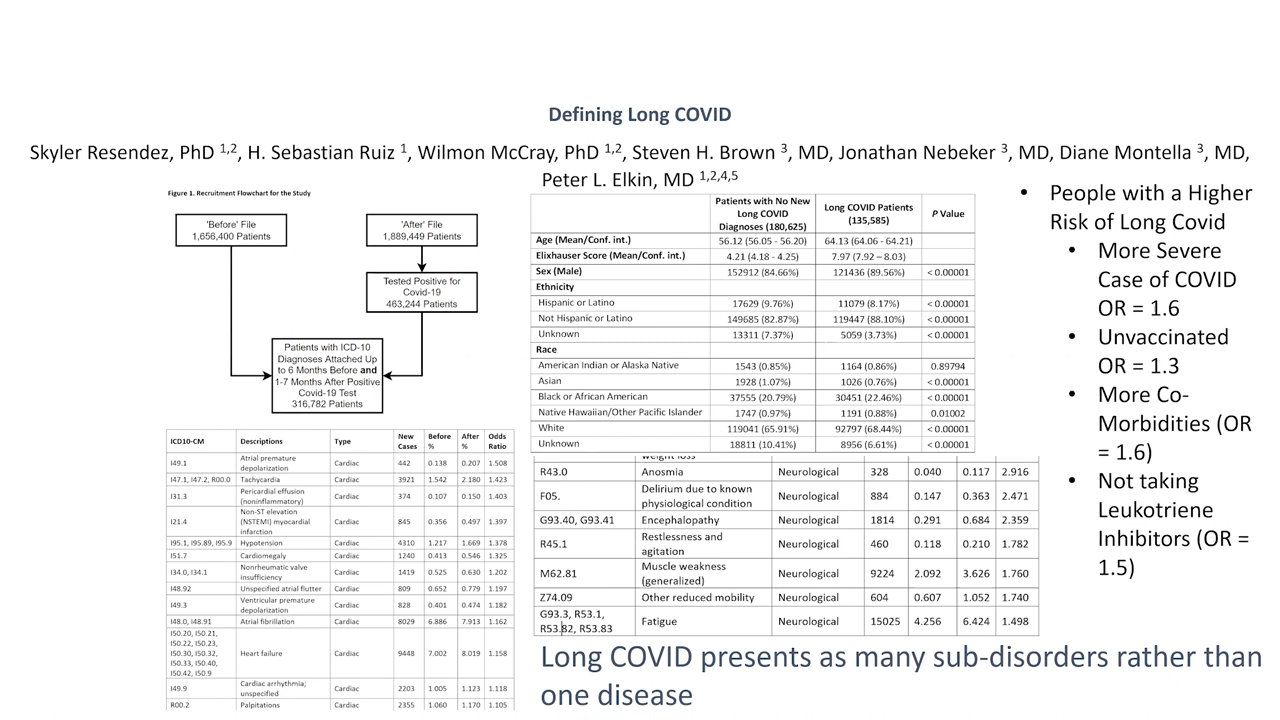 Defining Long COVID
Skyler Resendez, PhD 1,2, H. Sebastian Ruiz 1, Wilmon McCray, PhD 1,2, Steven H. Brown 3, MD, Jonathan Nebeker 3, MD, Diane Montella 3, MD,
Peter L. Elkin, MD 1,2,4,5
Figure 1. Recruitment Flowchart for the Study
'Before' File
1,656,400 Patients
'After' File
1,889,449 Patients
Tested Positive for
Covid-19
463,244 Patients
Patients with ICD-10
Diagnoses Attached Up
to 6 Months Before and
1-7 Months After Positive
Covid-19 Test
316,782 Patients
ICD10-CM Descriptions Type New Cases Before % After % Odds Ratio
I49.1 Atrial premature depolarization Cardiac 442 0.138 0.207 1.508
I47.1, I47.2, R00.0 Tachycardia Cardiac 3921 1.542 2.180 1.423
I31.3 Pericardial effusion (noninflammatory) Cardiac 374 0.107 0.150 1.403
I21.4 Non-ST elevation (NSTEMI) myocardial infarction Cardiac 845 0.356 0.497 1.397
I95.1, I95.89, I95.9 Hypotension Cardiac 4310 1.217 1.669 1.378
I51.7 Cardiomegaly Cardiac 1240 0.413 0.546 1.325
I34.0, I34.1 Nonrheumatic valve insufficiency Cardiac 1419 0.525 0.630 1.202
I48.92 Unspecified atrial flutter Cardiac 809 0.652 0.779 1.197
I49.3 Ventricular premature depolarization Cardiac 828 0.401 0.474 1.182
I48.0, I48.91 Atrial fibrillation Cardiac 8029 6.886 7.913 1.162
I50.20, I50.21, I50.22, I50.23, I50.30, I50.32, I50.33, I50.40, I50.42, I50.9 Heart failure Cardiac 9448 7.002 8.019 1.158
I49.9 Cardiac arrhythmia; unspecified Cardiac 2203 1.005 1.123 1.118
R00.2 Palpitations Cardiac 2355 1.060 1.170 1.105
Patients with No New Long COVID Diagnoses (180,625) Long COVID Patients (135,585) P Value
Age (Mean/Conf. int.) 56.12 (56.05 - 56.20) 64.13 (64.06 - 64.21)
Elixhauser Score (Mean/Conf. int.) 4.21 (4.18 - 4.25) 7.97 (7.92 – 8.03)
Sex (Male) 152912 (84.66%) 121436 (89.56%) < 0.00001
Ethnicity
Hispanic or Latino 17629 (9.76%) 11079 (8.17%) < 0.00001
Not Hispanic or Latino 149685 (82.87%) 119447 (88.10%) < 0.00001
Unknown 13311 (7.37%) 5059 (3.73%) < 0.00001
Race
American Indian or Alaska Native 1543 (0.85%) 1164 (0.86%) 0.89794
Asian 1928 (1.07%) 1026 (0.76%) < 0.00001
Black or African American 37555 (20.79%) 30451 (22.46%) < 0.00001
Native Hawaiian/Other Pacific Islander 1747 (0.97%) 1191 (0.88%) 0.01002
White 119041 (65.91%) 92797 (68.44%) < 0.00001
Unknown 18811 (10.41%) 8956 (6.61%) < 0.00001
weight loss
R43.0 Anosmia Neurological 328 0.040 0.117 2.916
F05. Delirium due to known physiological condition Neurological 884 0.147 0.363 2.471
G93.40, G93.41 Encephalopathy Neurological 1814 0.291 0.684 2.359
R45.1 Restlessness and agitation Neurological 460 0.118 0.210 1.782
M62.81 Muscle weakness (generalized) Neurological 9224 2.092 3.626 1.760
Z74.09 Other reduced mobility Neurological 604 0.607 1.052 1.740
G93.3, R53.1, R53.82, R53.83 Fatigue Neurological 15025 4.256 6.424 1.498
• People with a Higher
Risk of Long Covid
• More Severe
Case of COVID
OR = 1.6
• Unvaccinated
OR = 1.3
• More Co-
Morbidities (OR
= 1.6)
• Not taking
Leukotriene
Inhibitors (OR =
1.5)
Long COVID presents as many sub-disorders rather than
one disease